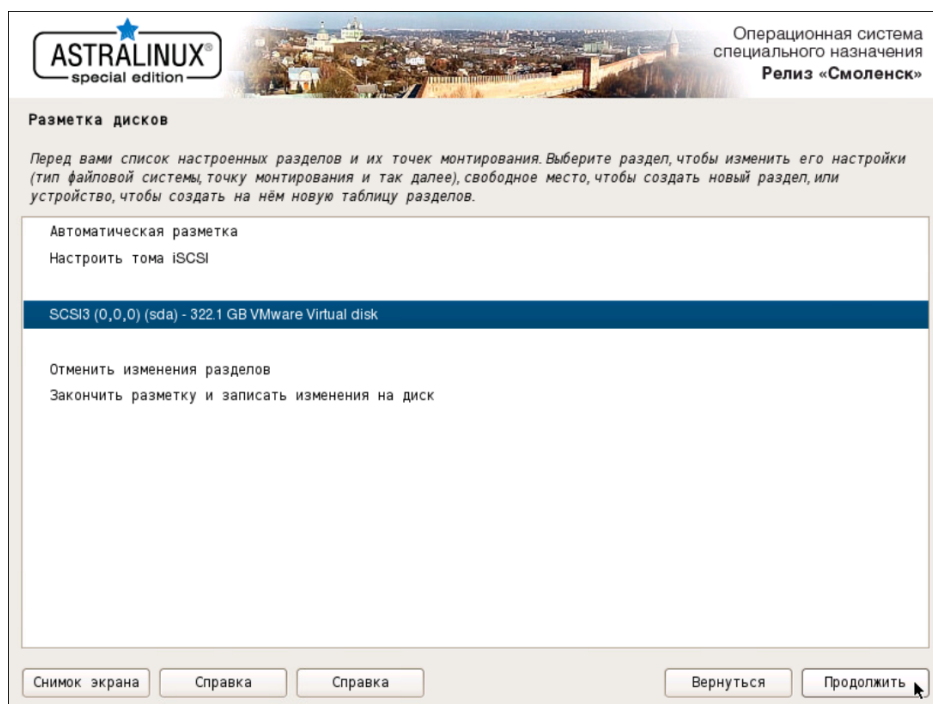 ASTRALINUX®
special edition
Операционная система
специального назначения
Релиз «Смоленск»
Разметка дисков
Перед вами список настроенных разделов и их точек монтирования. Выберите раздел, чтобы изменить его настройки
(тип файловой системы, точку монтирования и так далее), свободное место, чтобы создать новый раздел, или
устройство, чтобы создать на нём новую таблицу разделов.
Автоматическая разметка
Настроить тома iSCSI
SCSI3 (0,0,0) (sda) - 322.1 GB VMware Virtual disk
Отменить изменения разделов
Закончить разметку и записать изменения на диск
Снимок экрана Справка Справка Вернуться Продолжить